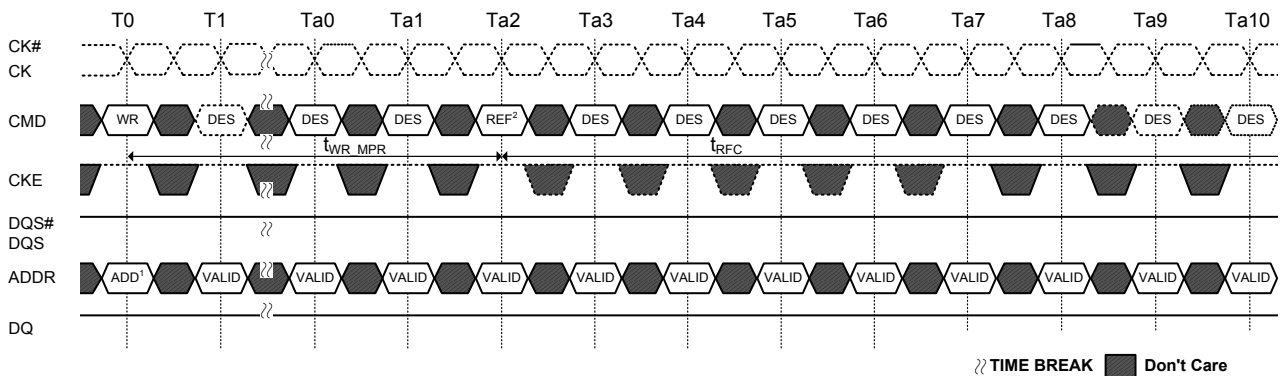 T0 T1 Ta0 Ta1 Ta2 Ta3 Ta4 Ta5 Ta6 Ta7 Ta8 Ta9 Ta10
CK#
CK
CMD WR DES DES DES REF² DES DES DES DES DES DES DES DES
tWR_MPR tRFC
CKE
DQS#
DQS
ADDR ADD¹ VALID VALID VALID VALID VALID VALID VALID VALID VALID VALID VALID VALID
DQ
TIME BREAK Don't Care